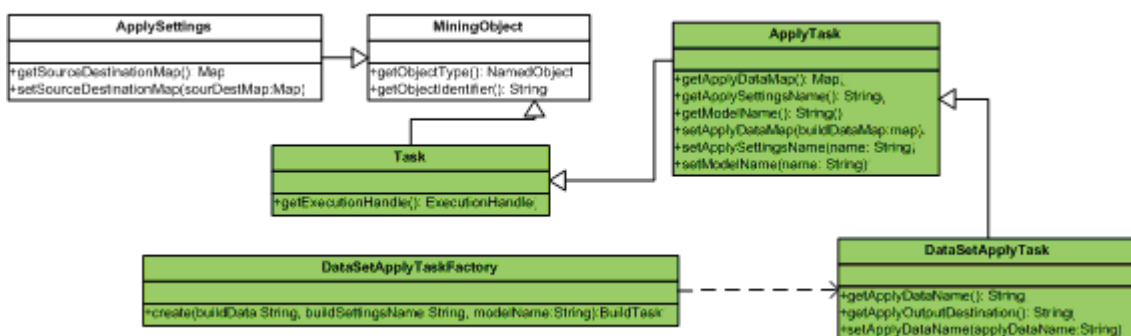 ApplySettings
+getSourceDestinationMap(): Map
+setSourceDestinationMap(sourDestMap:Map)
MiningObject
+getObjectType(): NamedObject
+getObjectIdentifier(): String
ApplyTask
+getApplyDataMap(): Map
+getApplySettingsName(): String
+getModelName(): String()
+setApplyDataMap(buildDataMap:map)
+setApplySettingsName(name: String)
+setModelName(name: String)
Task
+getExecutionHandle(): ExecutionHandle
DataSetApplyTaskFactory
+create(buildData String, buildSettingsName String, modelName:String):BuildTask
DataSetApplyTask
+getApplyDataName(): String
+getApplyOutputDestination(): String
+setApplyDataName(applyDataName:String)